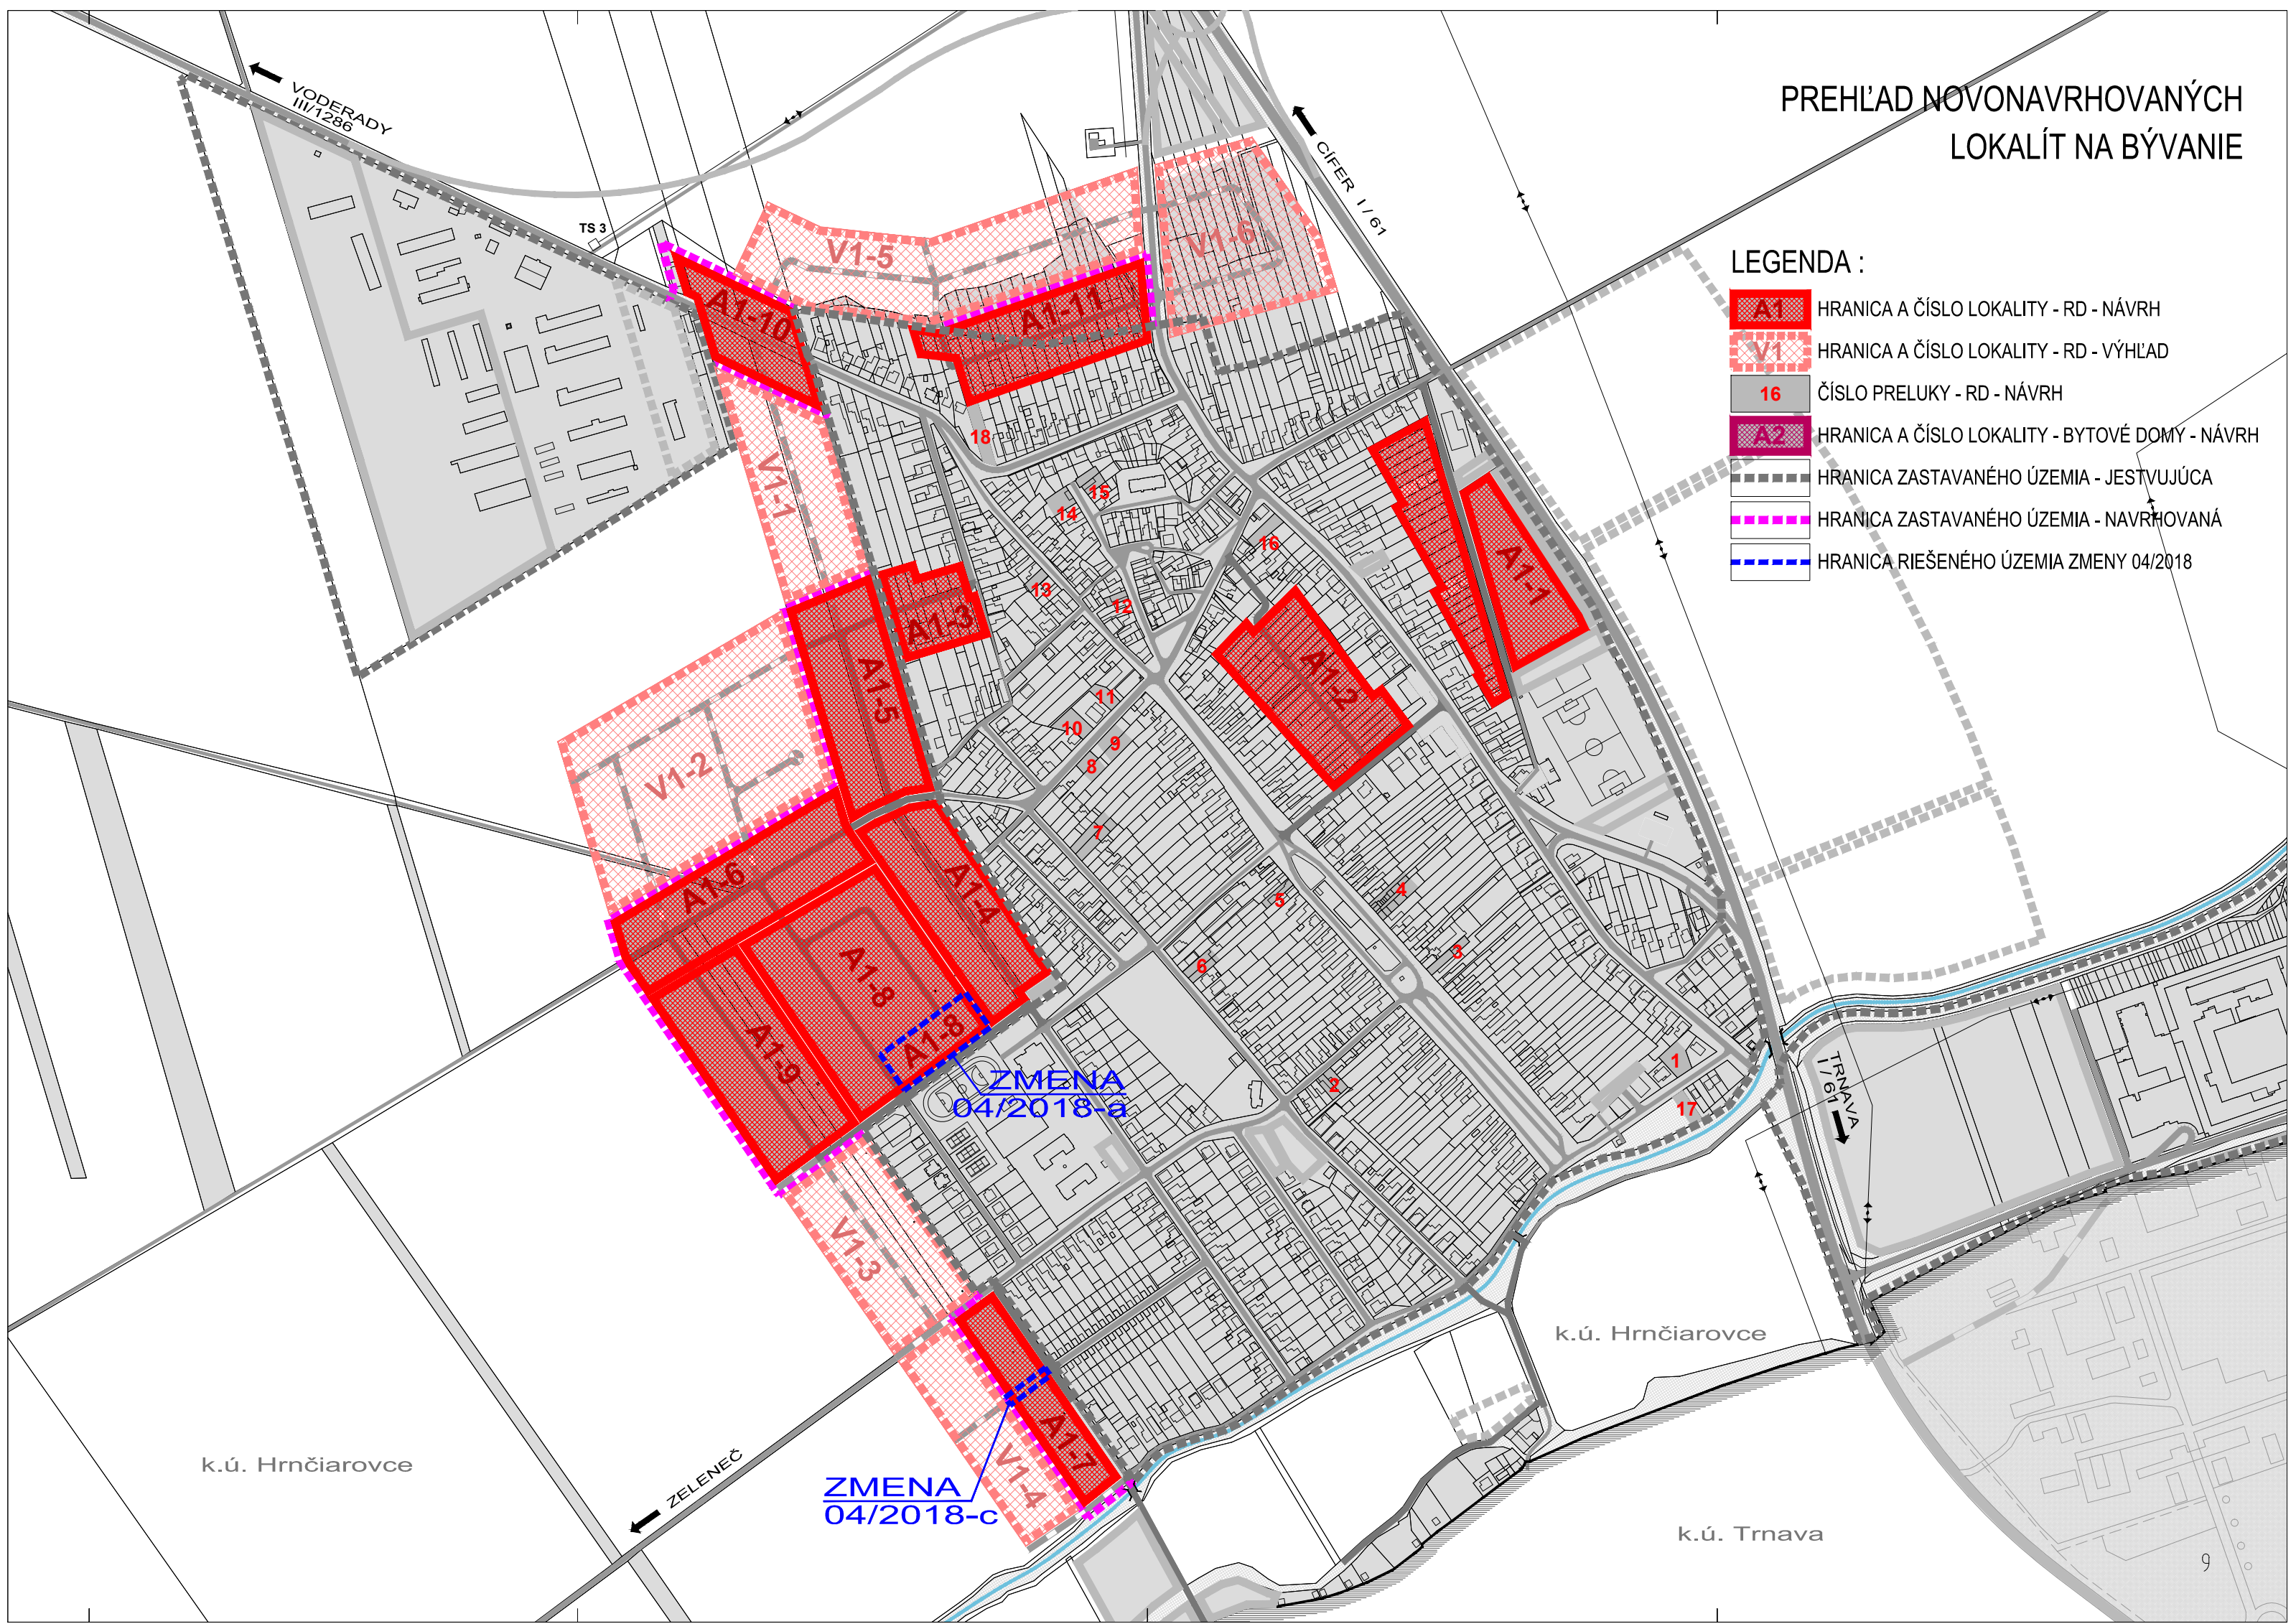 PREHĽAD NOVONAVRHOVANÝCH
LOKALÍT NA BÝVANIE
LEGENDA :
A1 HRANICA A ČÍSLO LOKALITY - RD - NÁVRH
V1 HRANICA A ČÍSLO LOKALITY - RD - VÝHĽAD
16 ČÍSLO PRELUKY - RD - NÁVRH
A2 HRANICA A ČÍSLO LOKALITY - BYTOVÉ DOMY - NÁVRH
HRANICA ZASTAVANÉHO ÚZEMIA - JESTVUJÚCA
HRANICA ZASTAVANÉHO ÚZEMIA - NAVRHOVANÁ
HRANICA RIEŠENÉHO ÚZEMIA ZMENY 04/2018
VODERADY
III/1286
CÍFER I / 61
TS 3
V1-5
V1-6
A1-10
A1-11
18
V1-1
15
14
16
A1-1
13
12
A1-3
A1-5
A1-2
11
10
9
8
V1-2
7
A1-6
A1-4
5
4
3
6
A1-8
A1-9
A1-8
ZMENA
04/2018-a
2
1
17
TRNAVA
I / 61
V1-3
k.ú. Hrnčiarovce
A1-7
V1-4
ZMENA
04/2018-c
ZELENEČ
k.ú. Hrnčiarovce
k.ú. Trnava
9